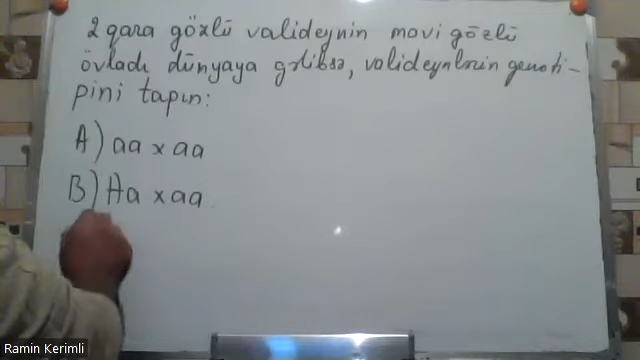 2 qara gözlü valideynin mavi gözlü
övladı dünyaya gəlibsə, valideynlərin genoti-
pini tapın:
A) aa x aa
B) Aa x aa
Ramin Kerimli